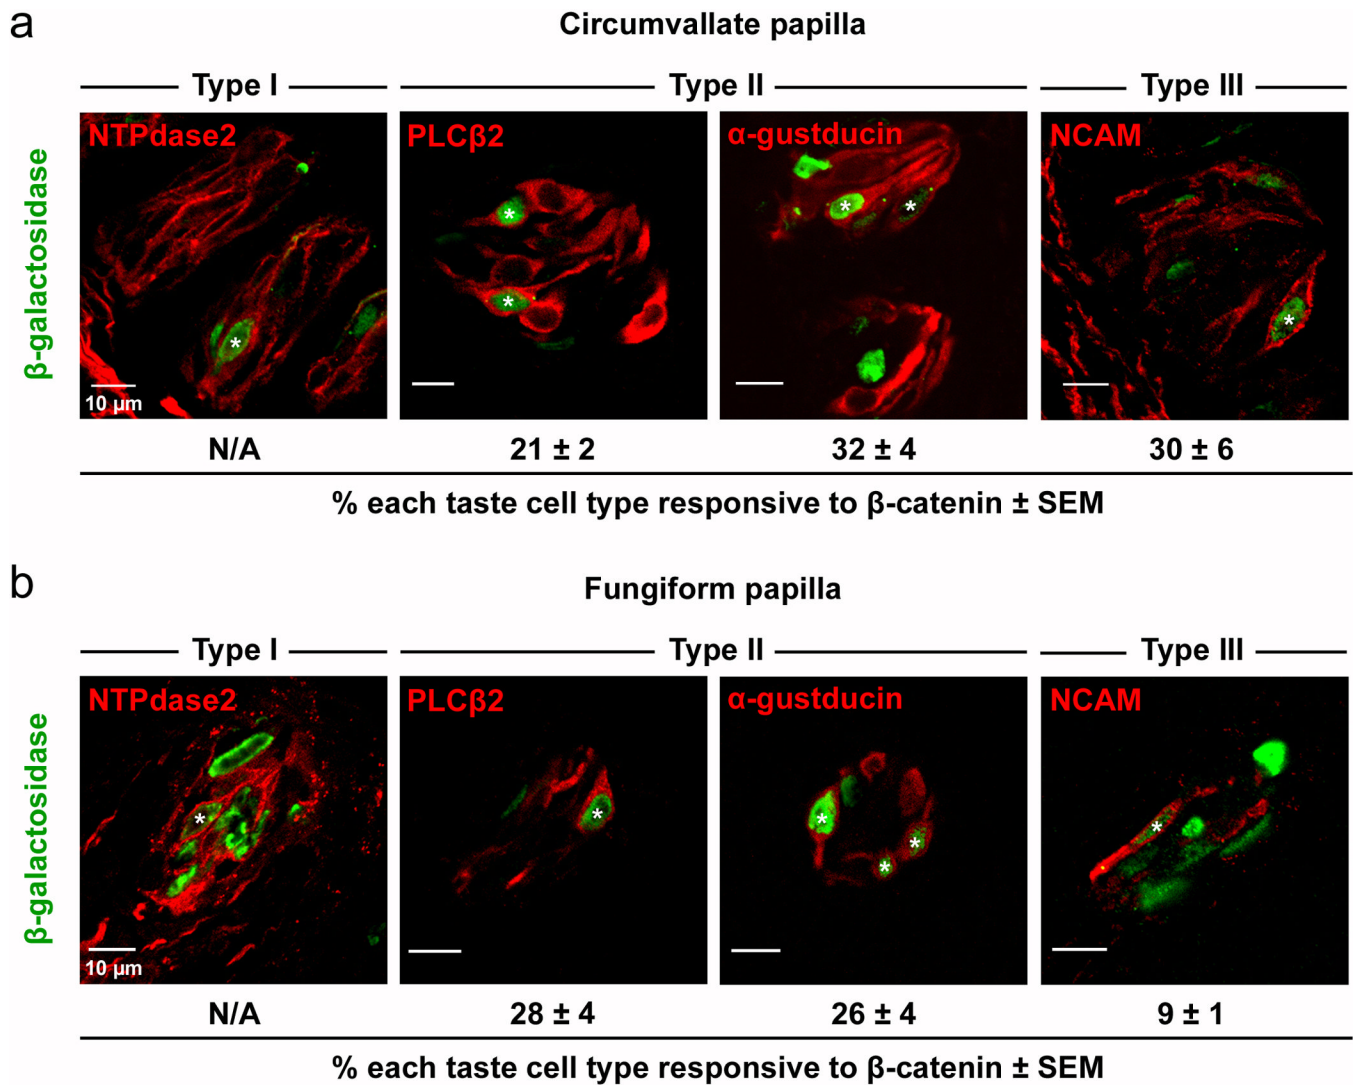 a
Circumvallate papilla
Type I
Type II
Type III
β-galactosidase
NTPdase2
PLCβ2
α-gustducin
NCAM
*
*
*
*
*
*
10 µm
N/A
21 ± 2
32 ± 4
30 ± 6
% each taste cell type responsive to β-catenin ± SEM
b
Fungiform papilla
Type I
Type II
Type III
β-galactosidase
NTPdase2
PLCβ2
α-gustducin
NCAM
*
*
*
*
*
*
10 µm
N/A
28 ± 4
26 ± 4
9 ± 1
% each taste cell type responsive to β-catenin ± SEM